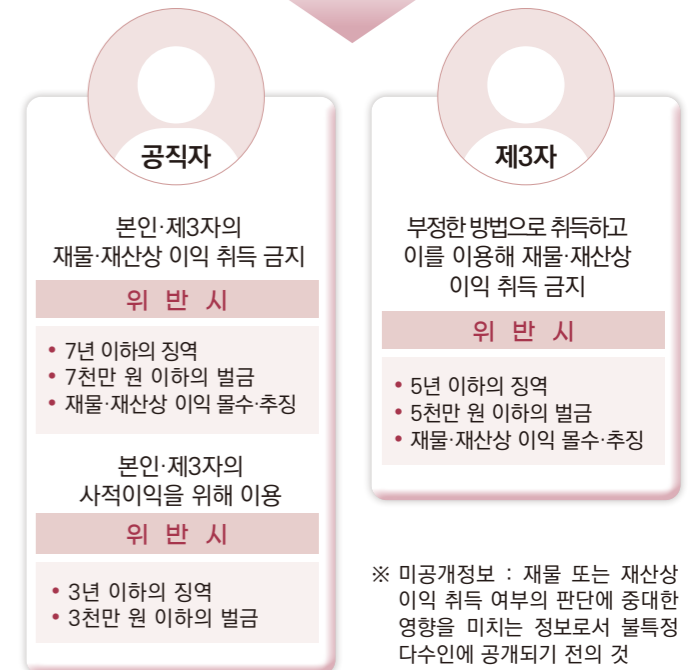 공직자
본인·제3자의
재물·재산상 이익 취득 금지
위 반 시
• 7년 이하의 징역
• 7천만 원 이하의 벌금
• 재물·재산상 이익 몰수·추징
본인·제3자의
사적이익을 위해 이용
위 반 시
• 3년 이하의 징역
• 3천만 원 이하의 벌금
제3자
부정한 방법으로 취득하고
이를 이용해 재물·재산상
이익 취득 금지
위 반 시
• 5년 이하의 징역
• 5천만 원 이하의 벌금
• 재물·재산상 이익 몰수·추징
※ 미공개정보 : 재물 또는 재산상
이익 취득 여부의 판단에 중대한
영향을 미치는 정보로서 불특정
다수인에 공개되기 전의 것